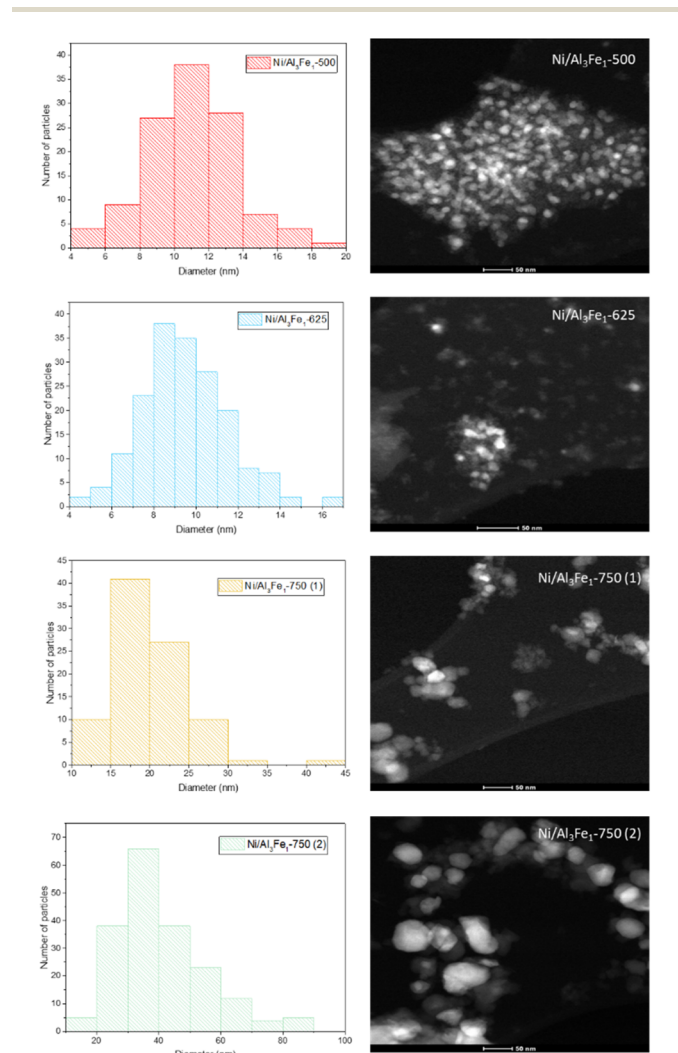 Ni/Al₃Fe₁-500
Number of particles
40
35
30
25
20
15
10
5
0
4 6 8 10 12 14 16 18 20
Diameter (nm)
Ni/Al₃Fe₁-500
50 nm
Ni/Al₃Fe₁-625
Number of particles
40
35
30
25
20
15
10
5
0
4 6 8 10 12 14 16
Diameter (nm)
Ni/Al₃Fe₁-625
50 nm
Ni/Al₃Fe₁-750 (1)
Number of particles
45
40
35
30
25
20
15
10
5
0
10 15 20 25 30 35 40 45
Diameter (nm)
Ni/Al₃Fe₁-750 (1)
50 nm
Ni/Al₃Fe₁-750 (2)
Number of particles
70
60
50
40
30
20
10
0
20 40 60 80 100
Diameter (nm)
Ni/Al₃Fe₁-750 (2)
50 nm